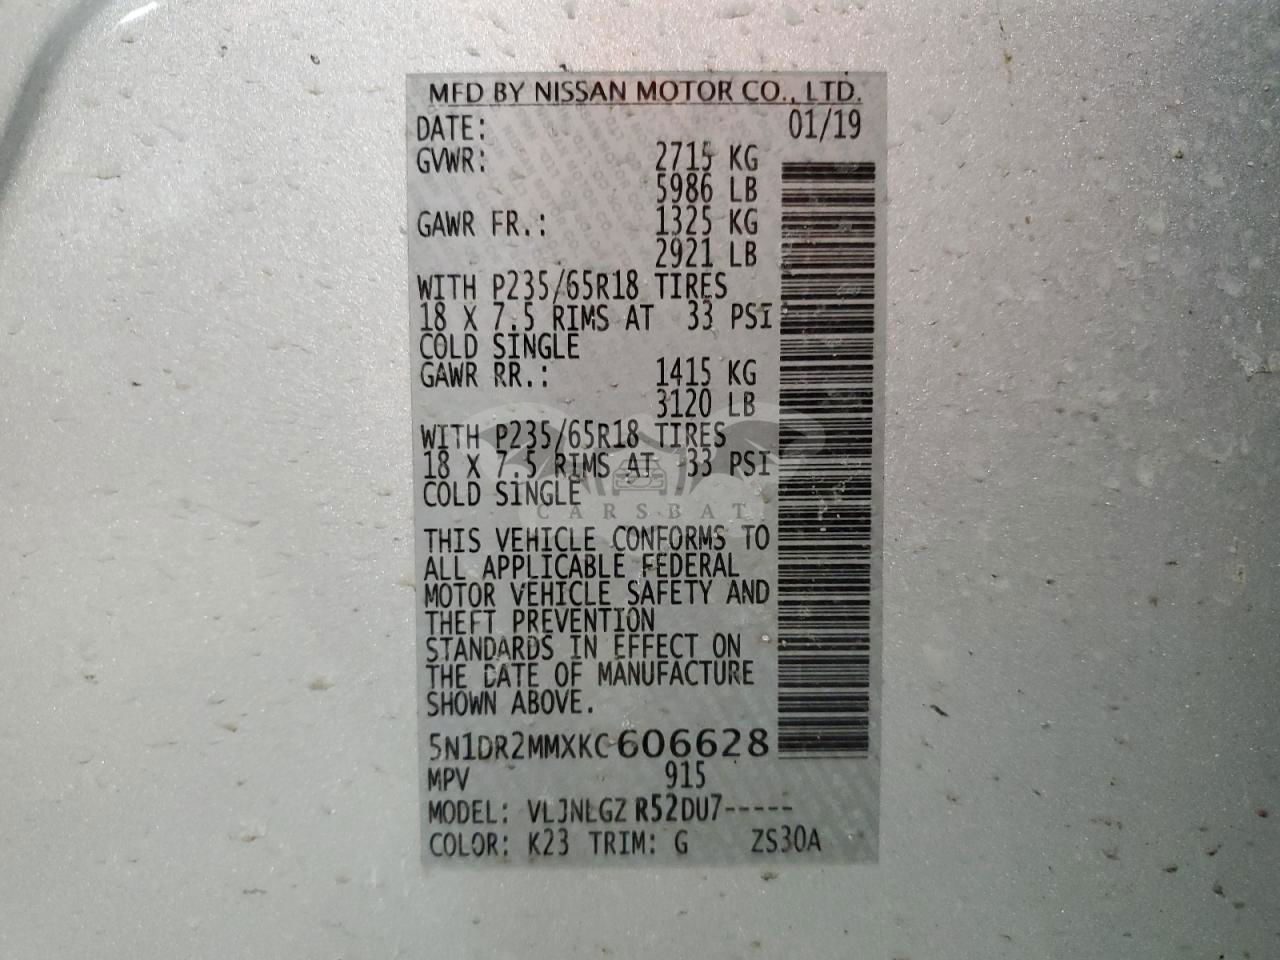 MFD BY NISSAN MOTOR CO., LTD.
DATE: 01/19
GVWR: 2715 KG
5986 LB
GAWR FR.: 1325 KG
2921 LB
WITH P235/65R18 TIRES
18 X 7.5 RIMS AT 33 PSI
COLD SINGLE
GAWR RR.: 1415 KG
3120 LB
WITH P235/65R18 TIRES
18 X 7.5 RIMS AT 33 PSI
COLD SINGLE
CARSBAT
THIS VEHICLE CONFORMS TO
ALL APPLICABLE FEDERAL
MOTOR VEHICLE SAFETY AND
THEFT PREVENTION
STANDARDS IN EFFECT ON
THE DATE OF MANUFACTURE
SHOWN ABOVE.
5N1DR2MMXKC606628
MPV 915
MODEL: VLJNLGZ R52DU7-----
COLOR: K23 TRIM: G ZS30A